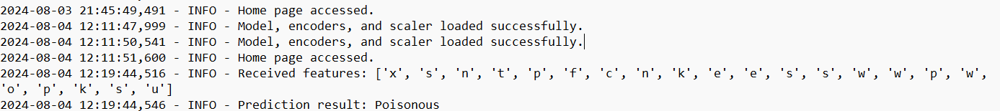 2024-08-03 21:45:49,491 - INFO - Home page accessed.
2024-08-04 12:11:47,999 - INFO - Model, encoders, and scaler loaded successfully.
2024-08-04 12:11:50,541 - INFO - Model, encoders, and scaler loaded successfully.
2024-08-04 12:11:51,600 - INFO - Home page accessed.
2024-08-04 12:19:44,516 - INFO - Received features: ['x', 's', 'n', 't', 'p', 'f', 'c', 'n', 'k', 'e', 'e', 's', 's', 'w', 'w', 'p', 'w',
'o', 'p', 'k', 's', 'u']
2024-08-04 12:19:44,546 - INFO - Prediction result: Poisonous